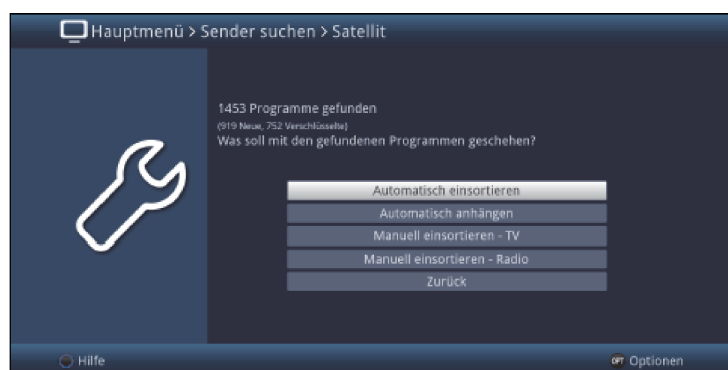 Hauptmenü > Sender suchen > Satellit
1453 Programme gefunden
(919 Neue, 752 Verschlüsselte)
Was soll mit den gefundenen Programmen geschehen?
Automatisch einsortieren
Automatisch anhängen
Manuell einsortieren - TV
Manuell einsortieren - Radio
Zurück
Hilfe
OPT Optionen